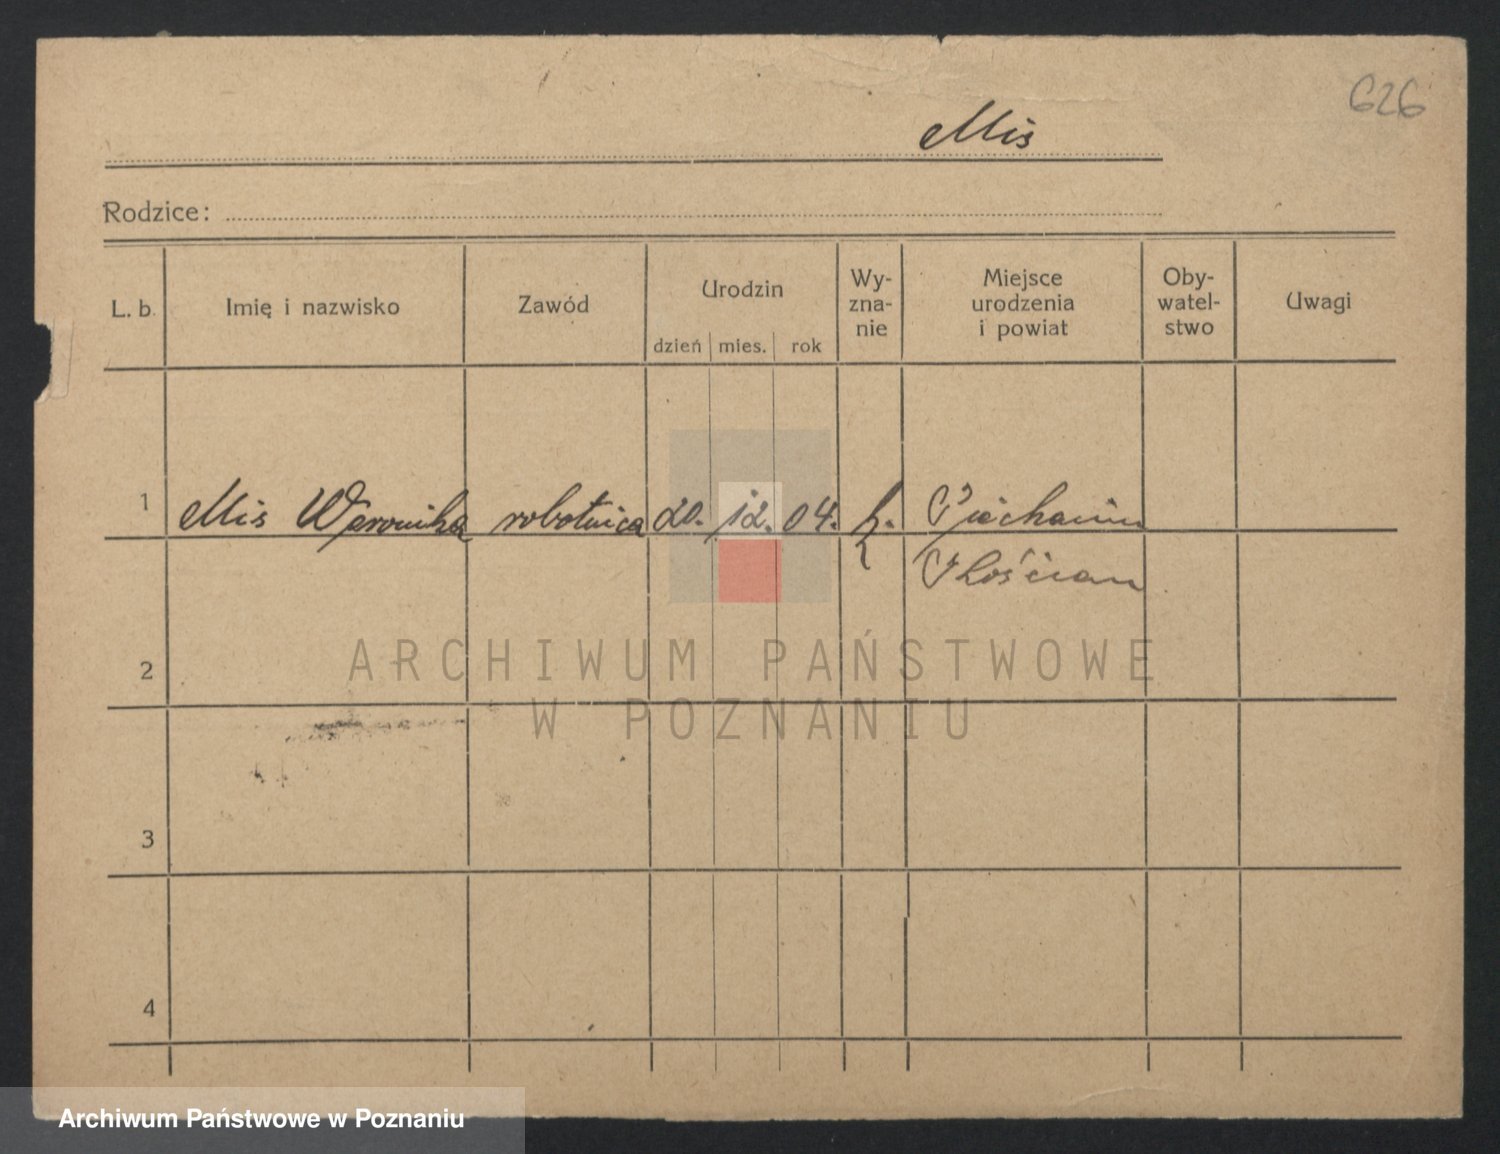 626
Mis
Rodzice:
L. b. Imię i nazwisko Zawód Urodzin dzień mies. rok Wy-zna-nie Miejsce urodzenia i powiat Oby-watel-stwo Uwagi
1 Mis Weronika robotnica 20. 12. 04. k.
Kościan
2
ARCHIWUM PAŃSTWOWE
W POZNANIU
3
4
Archiwum Państwowe w Poznaniu